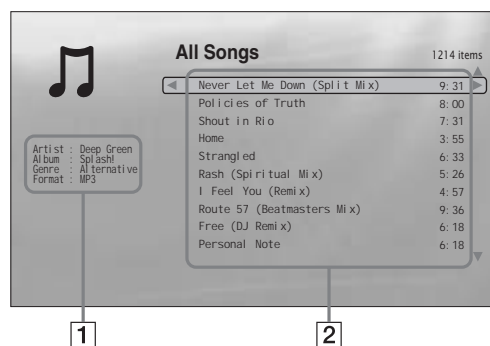 All Songs
1214 items
Never Let Me Down (Split Mix) 9:31
Policies of Truth 8:00
Shout in Rio 7:31
Home 3:55
Strangled 6:33
Rash (Spiritual Mix) 5:26
I Feel You (Remix) 4:57
Route 57 (Beatmasters Mix) 9:36
Free (DJ Remix) 6:18
Personal Note 6:18
Artist : Deep Green
Album : Splash!
Genre : Alternative
Format : MP3
1
2